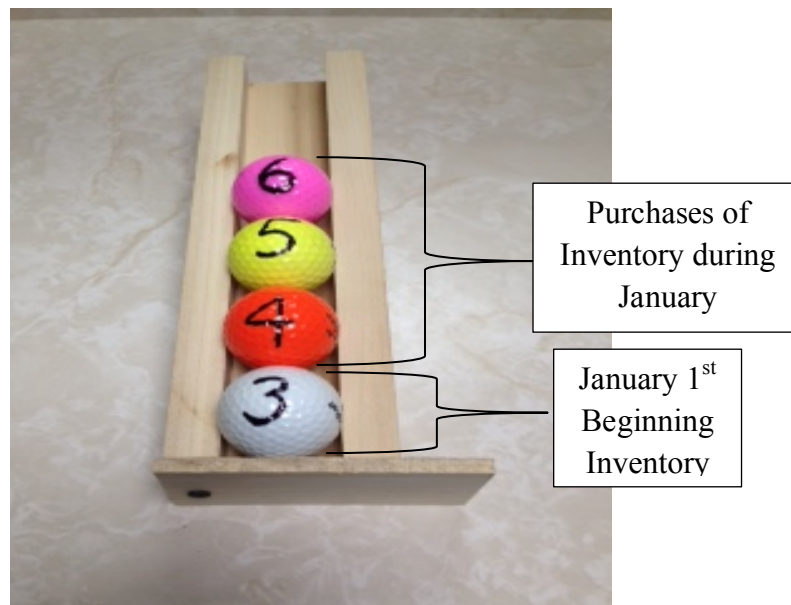 6
5
4
3
Purchases of
Inventory during
January
January 1st
Beginning
Inventory